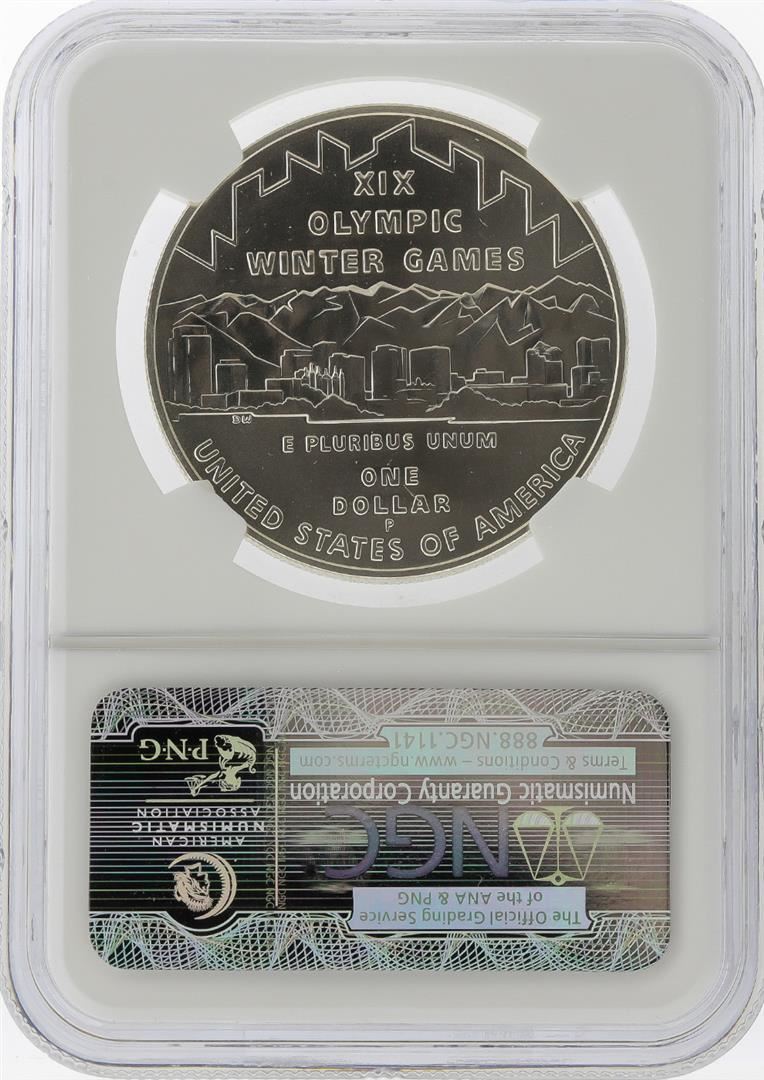 XIX
OLYMPIC
WINTER GAMES
DW
E PLURIBUS UNUM
ONE
DOLLAR
P
UNITED STATES OF AMERICA
The Official Grading Service
of the ANA & PNG
NGC
Numismatic Guaranty Corporation
Terms & Conditions – www.ngcterms.com
888.NGC.1141
AMERICAN
NUMISMATIC
ASSOCIATION
P·N·G